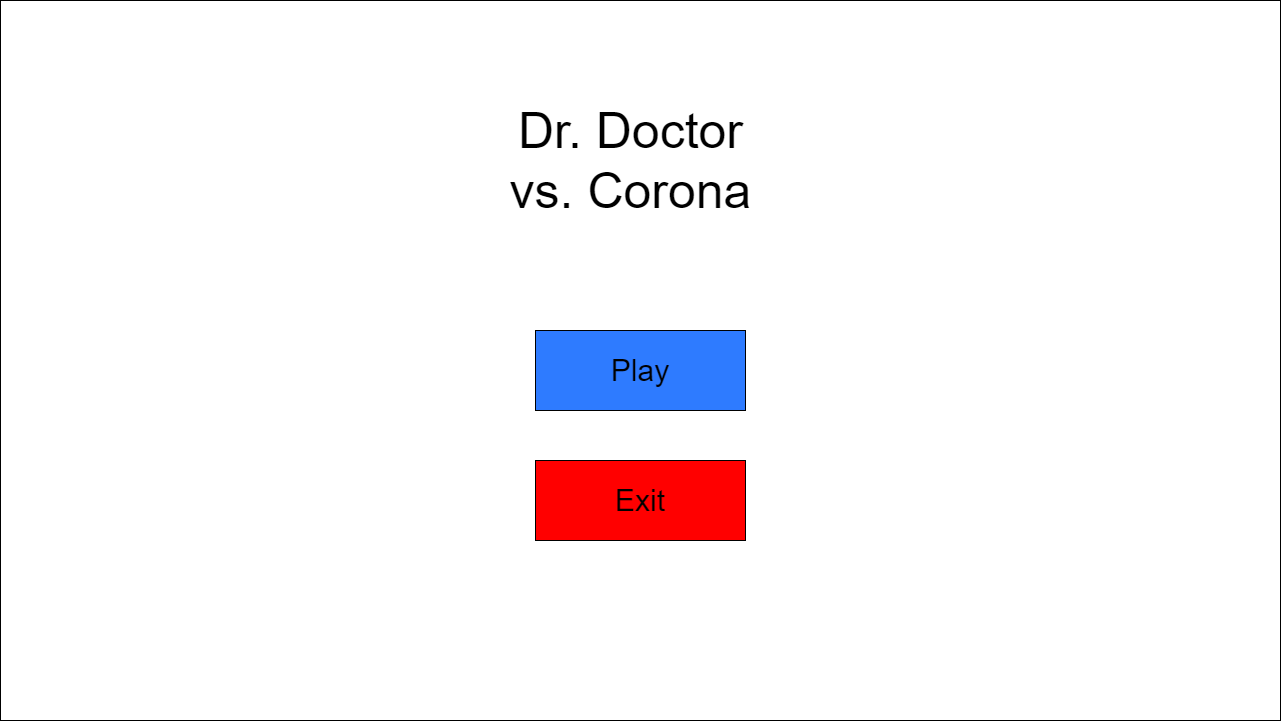 Dr. Doctor
vs. Corona
Play
Exit